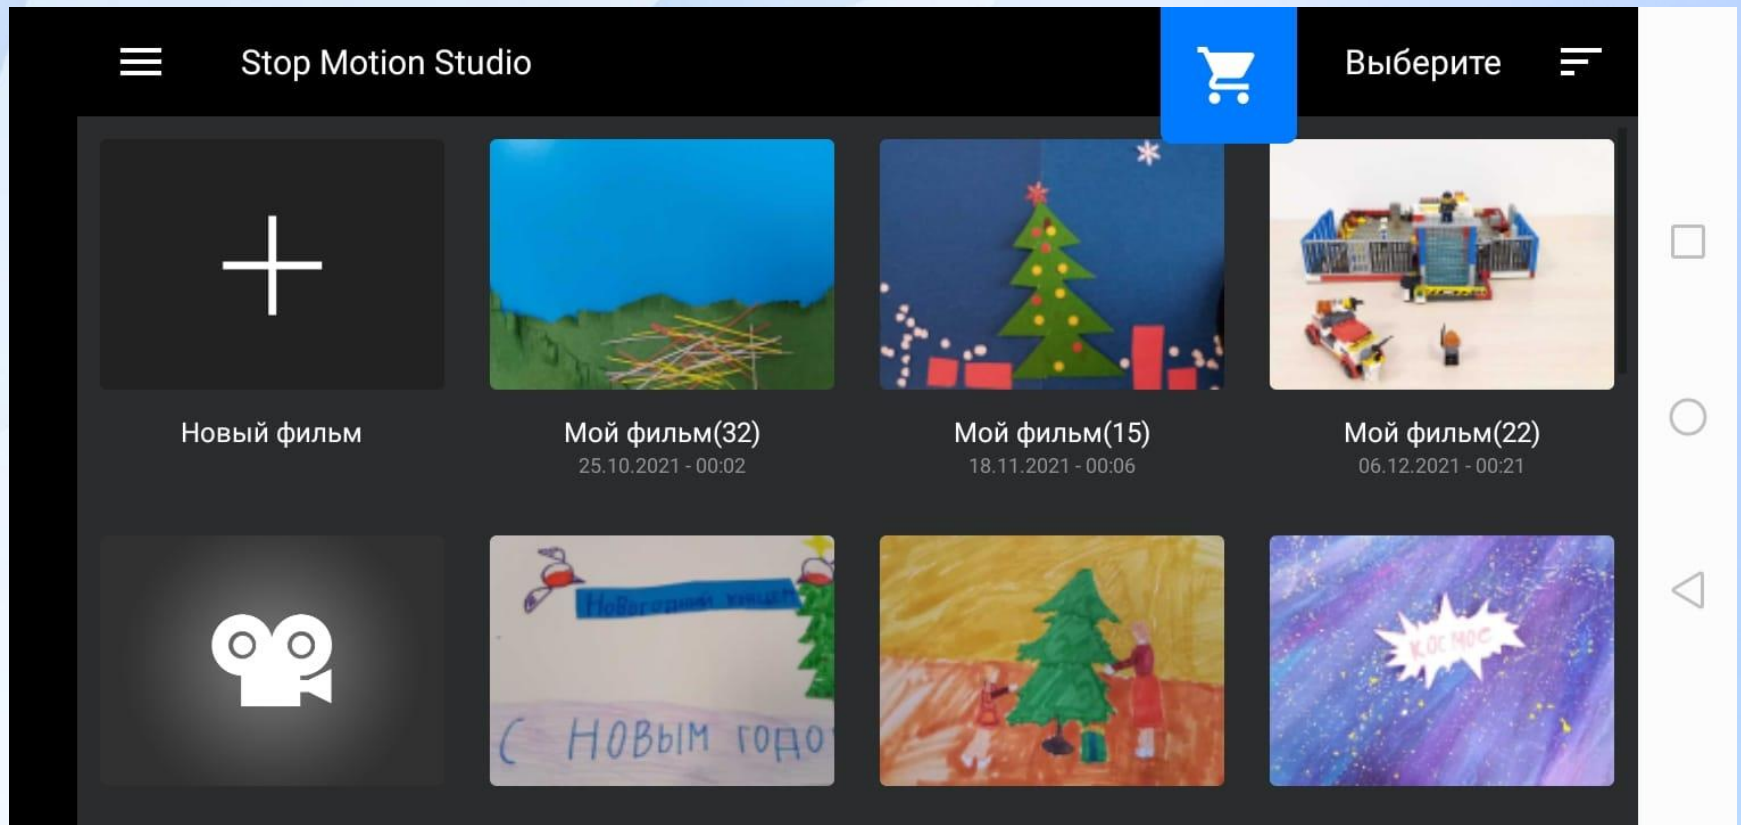 Stop Motion Studio
Выберите
Новый фильм
Мой фильм(32)
25.10.2021 - 00:02
Мой фильм(15)
18.11.2021 - 00:06
Мой фильм(22)
06.12.2021 - 00:21
Новогодний
С НОВЫМ ГОДО
КОСМОС